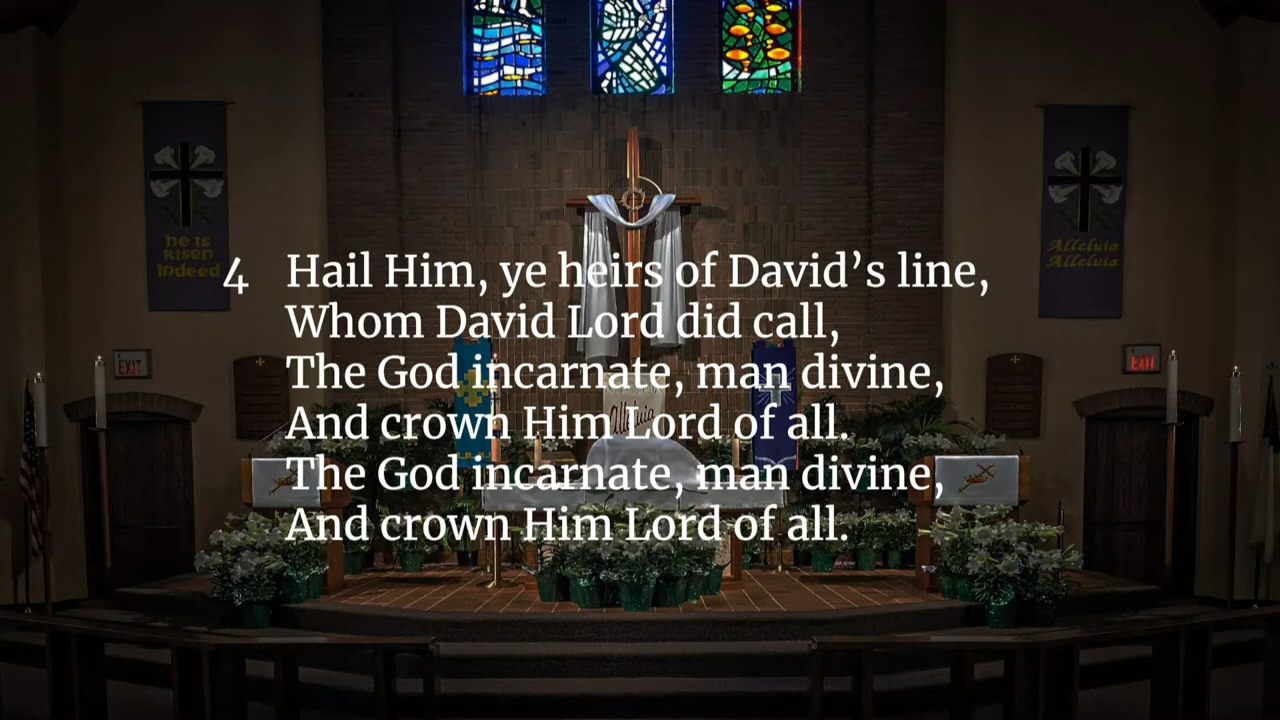 he is
Risen
indeed
Alleluia
Alleluia
EXIT
EXIT
4 Hail Him, ye heirs of David’s line,
Whom David Lord did call,
The God incarnate, man divine,
And crown Him Lord of all.
The God incarnate, man divine,
And crown Him Lord of all.
Alleluia